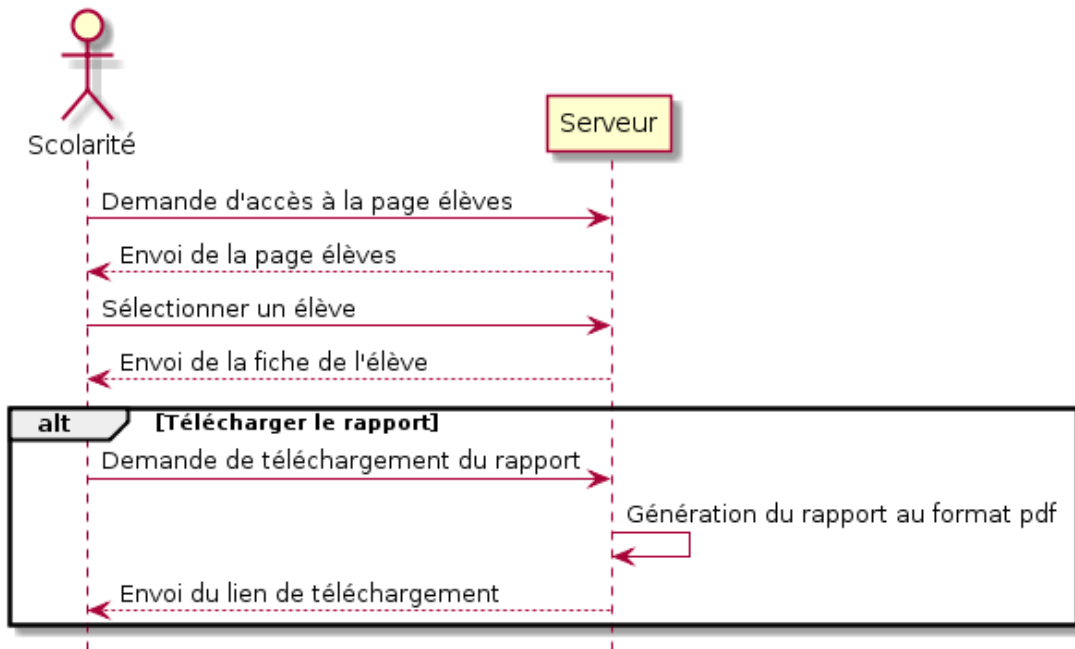 Scolarité
Serveur
Demande d'accès à la page élèves
Envoi de la page élèves
Sélectionner un élève
Envoi de la fiche de l'élève
alt [Télécharger le rapport]
Demande de téléchargement du rapport
Génération du rapport au format pdf
Envoi du lien de téléchargement